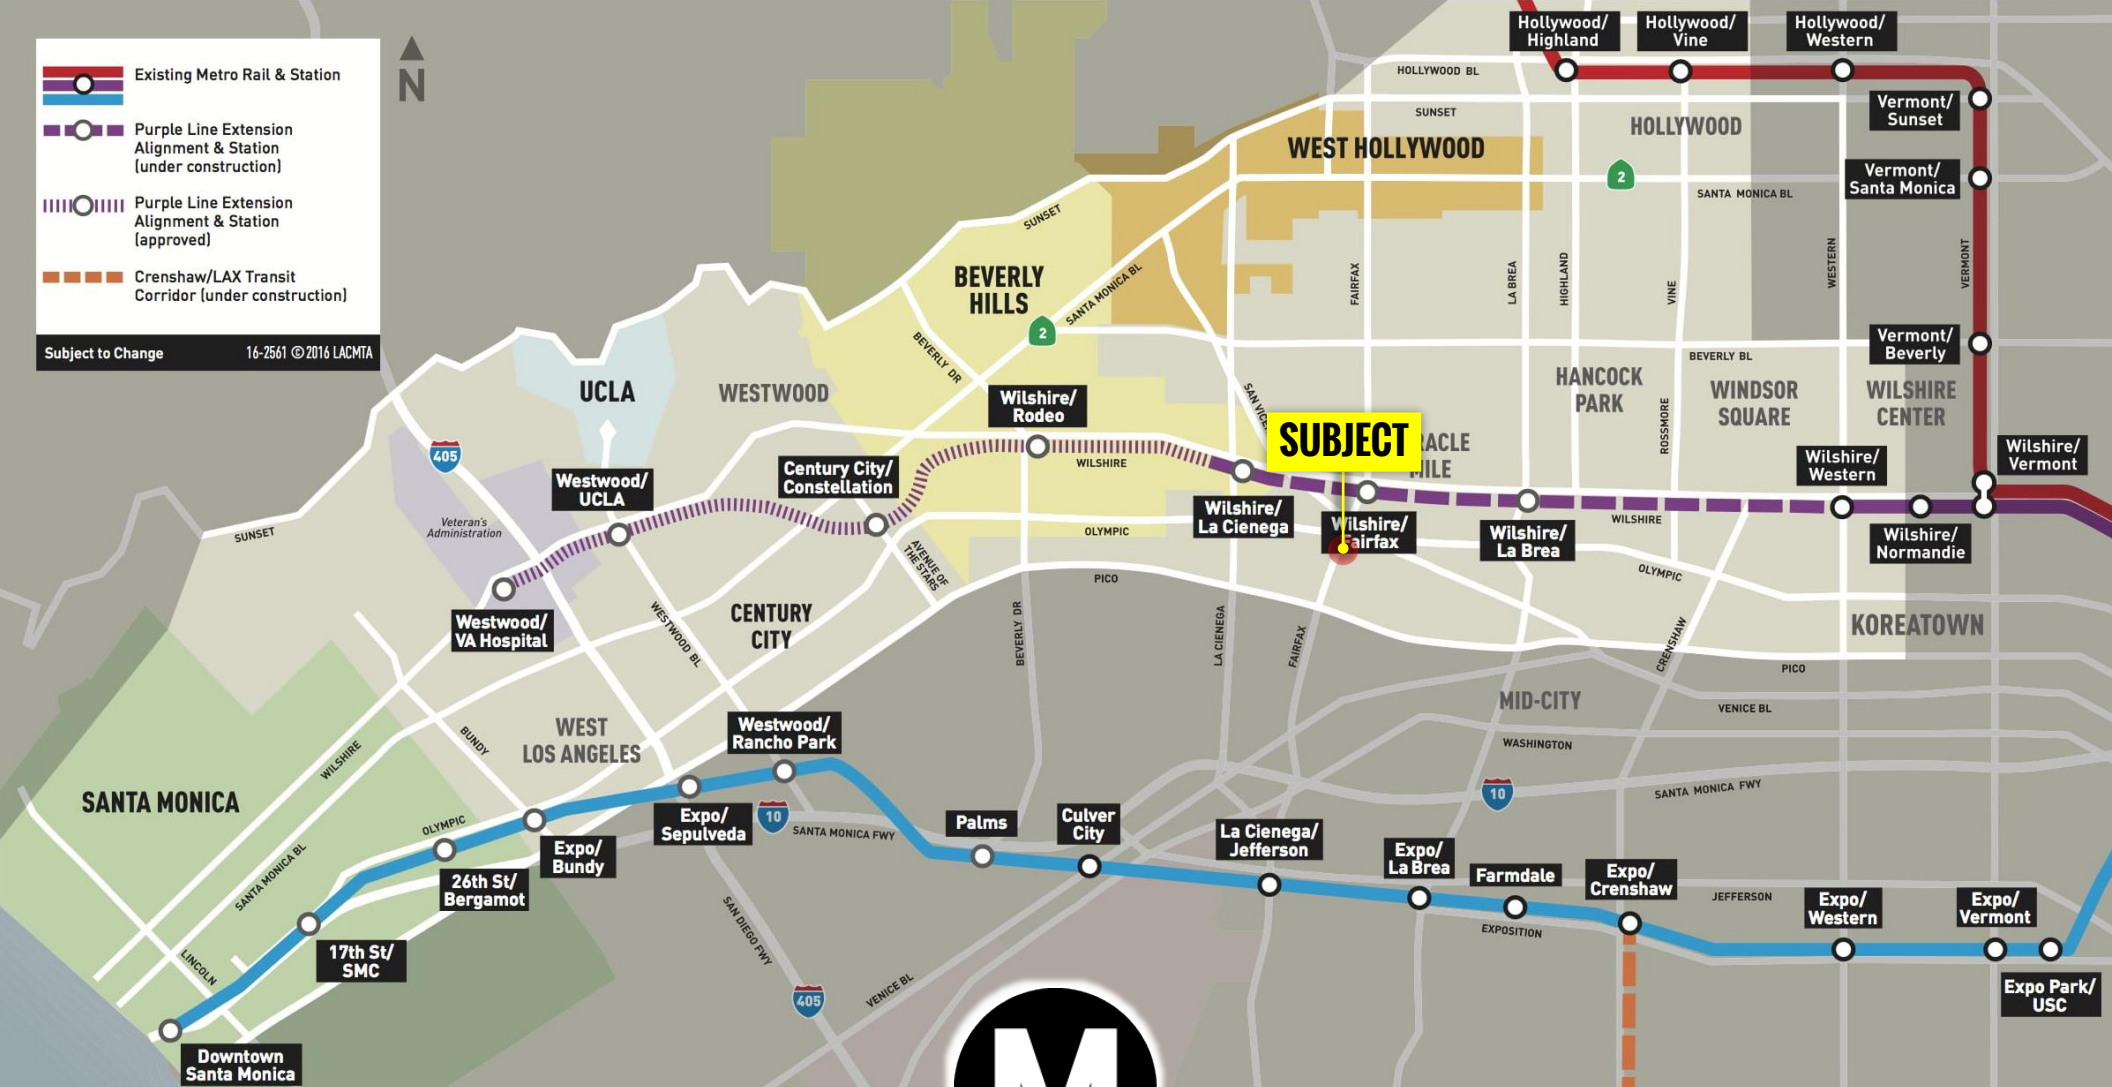 Existing Metro Rail & Station
Purple Line Extension
Alignment & Station
(under construction)
Purple Line Extension
Alignment & Station
(approved)
Crenshaw/LAX Transit
Corridor (under construction)
Subject to Change
16-2561 © 2016 LACMTA
N
Hollywood/
Highland
Hollywood/
Vine
Hollywood/
Western
HOLLYWOOD BL
SUNSET
Vermont/
Sunset
HOLLYWOOD
WEST HOLLYWOOD
2
Vermont/
Santa Monica
SANTA MONICA BL
SUNSET
BEVERLY
HILLS
SANTA MONICA BL
2
FAIRFAX
LA BREA
HIGHLAND
VINE
WESTERN
VERMONT
Vermont/
Beverly
BEVERLY BL
BEVERLY DR
UCLA
WESTWOOD
Wilshire/
Rodeo
HANCOCK
PARK
WINDSOR
SQUARE
WILSHIRE
CENTER
ROSSMORE
SUBJECT
MILE
405
Westwood/
UCLA
Century City/
Constellation
WILSHIRE
Wilshire/
Western
Wilshire/
Vermont
Veteran's
Administration
SUNSET
Wilshire/
La Cienega
Wilshire/
Fairfax
Wilshire/
La Brea
WILSHIRE
Wilshire/
Normandie
OLYMPIC
AVENUE OF
THE STARS
PICO
OLYMPIC
Westwood/
VA Hospital
WESTWOOD BL
CENTURY
CITY
BEVERLY DR
LA CIENEGA
FAIRFAX
CRENSHAW
KOREATOWN
PICO
MID-CITY
VENICE BL
WASHINGTON
WEST
LOS ANGELES
BUNDY
WILSHIRE
Westwood/
Rancho Park
SANTA MONICA
10
SANTA MONICA FWY
Expo/
Sepulveda
10
SANTA MONICA FWY
Palms
Culver
City
La Cienega/
Jefferson
Expo/
La Brea
Farmdale
Expo/
Crenshaw
JEFFERSON
Expo/
Western
Expo/
Vermont
EXPOSITION
OLYMPIC
Expo/
Bundy
26th St/
Bergamot
SANTA MONICA BL
SAN DIEGO FWY
17th St/
SMC
LINCOLN
405
VENICE BL
Expo Park/
USC
Downtown
Santa Monica
M